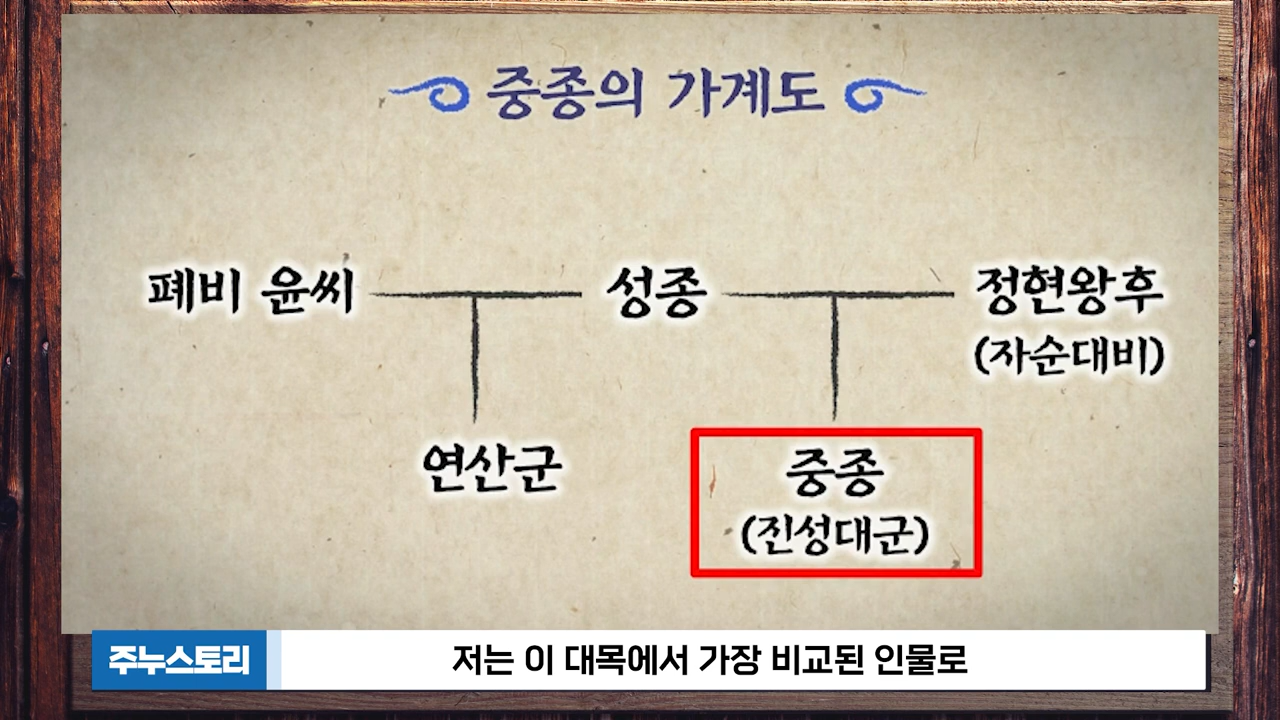 중종의 가계도
폐비 윤씨
성종
정현왕후
(자순대비)
연산군
중종
(진성대군)
주누스토리
저는 이 대목에서 가장 비교된 인물로